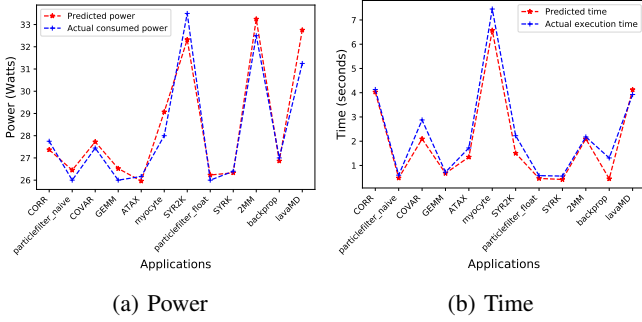 Predicted power
Actual consumed power
Power (Watts)
33
32
31
30
29
28
27
26
CORR
particlefilter_naive
COVAR
GEMM
ATAX
myocyte
SYR2K
particlefilter_float
SYRK
2MM
backprop
lavaMD
Applications
(a) Power
Predicted time
Actual execution time
Time (seconds)
7
6
5
4
3
2
1
CORR
particlefilter_naive
COVAR
GEMM
ATAX
myocyte
SYR2K
particlefilter_float
SYRK
2MM
backprop
lavaMD
Applications
(b) Time